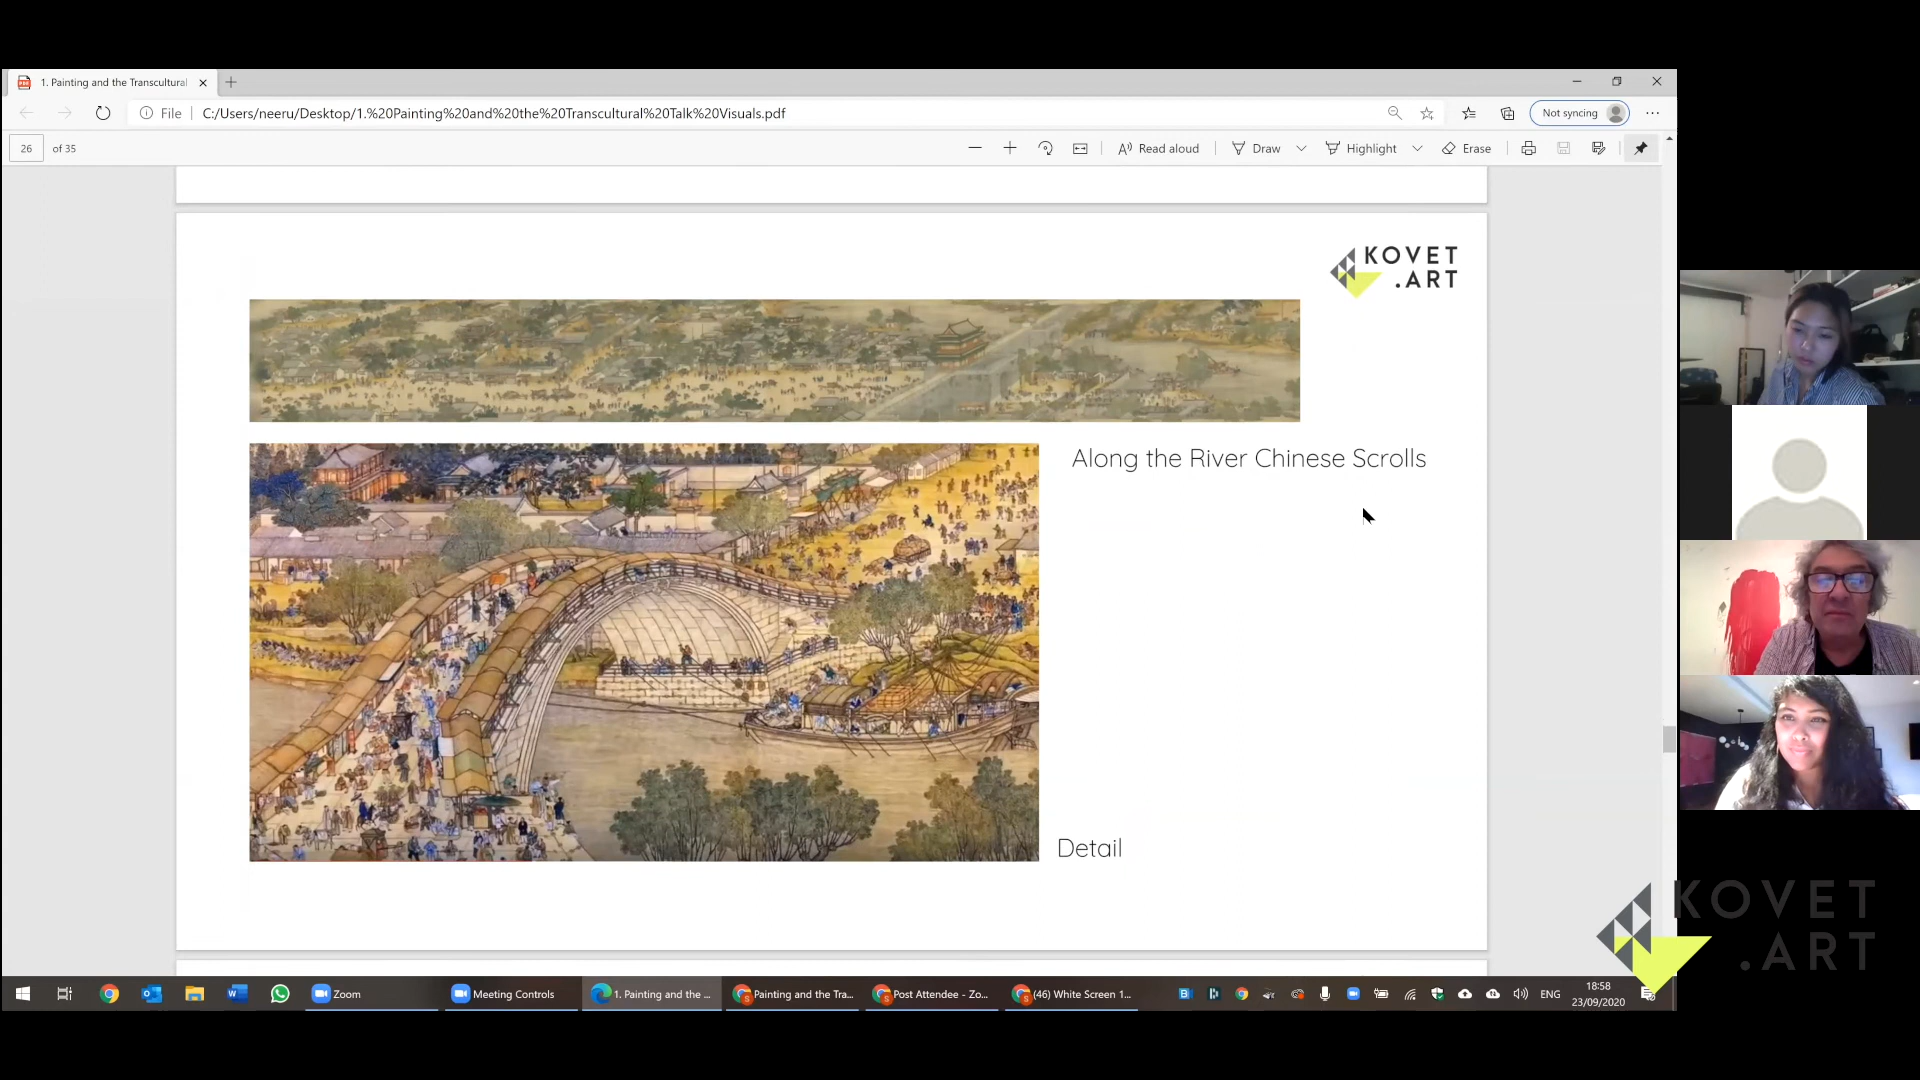 1. Painting and the Transcultural
File
C:/Users/neeru/Desktop/1.%20Painting%20and%20the%20Transcultural%20Talk%20Visuals.pdf
Not syncing
26 of 35
Read aloud
Draw
Highlight
Erase
KOVET
.ART
Along the River Chinese Scrolls
Detail
KOVET
.ART
Zoom
Meeting Controls
1. Painting and the ...
Painting and the Tra...
Post Attendee - Zo...
(46) White Screen 1...
ENG
18:58
23/09/2020